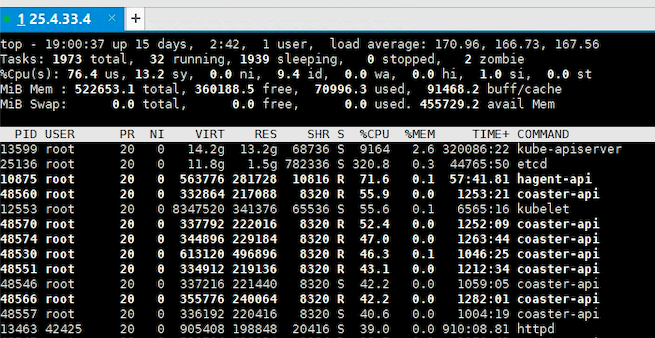 1 25.4.33.4 × +
top - 19:00:37 up 15 days,  2:42,  1 user,  load average: 170.96, 166.73, 167.56
Tasks: 1973 total,  32 running, 1939 sleeping,   0 stopped,   2 zombie
%Cpu(s): 76.4 us, 13.2 sy,  0.0 ni,  9.4 id,  0.0 wa,  0.0 hi,  1.0 si,  0.0 st
MiB Mem : 522653.1 total, 360188.5 free,  70996.3 used,  91468.2 buff/cache
MiB Swap:      0.0 total,      0.0 free,      0.0 used. 455729.2 avail Mem
PID USER PR NI VIRT RES SHR S %CPU %MEM TIME+ COMMAND
13599 root 20 0 14.2g 13.2g 68736 S 9164 2.6 320086:22 kube-apiserver
25136 root 20 0 11.8g 1.5g 782336 S 320.8 0.3 44765:50 etcd
10875 root 20 0 563776 281728 10816 R 71.6 0.1 57:41.81 hagent-api
48560 root 20 0 332864 217088 8320 R 55.9 0.0 1253:21 coaster-api
12553 root 20 0 8347520 341376 65536 S 55.6 0.1 6565:16 kubelet
48570 root 20 0 337792 222016 8320 R 52.4 0.0 1252:09 coaster-api
48574 root 20 0 344896 229184 8320 R 47.0 0.0 1263:44 coaster-api
48530 root 20 0 613120 496896 8320 R 46.3 0.1 1046:25 coaster-api
48551 root 20 0 334912 219136 8320 R 43.1 0.0 1212:34 coaster-api
48546 root 20 0 337216 221440 8320 S 42.2 0.0 1059:05 coaster-api
48566 root 20 0 355776 240064 8320 R 42.2 0.0 1282:01 coaster-api
48557 root 20 0 336192 220416 8320 S 40.6 0.0 1004:19 coaster-api
13463 42425 20 0 905408 198848 20416 S 39.0 0.0 910:08.81 httpd